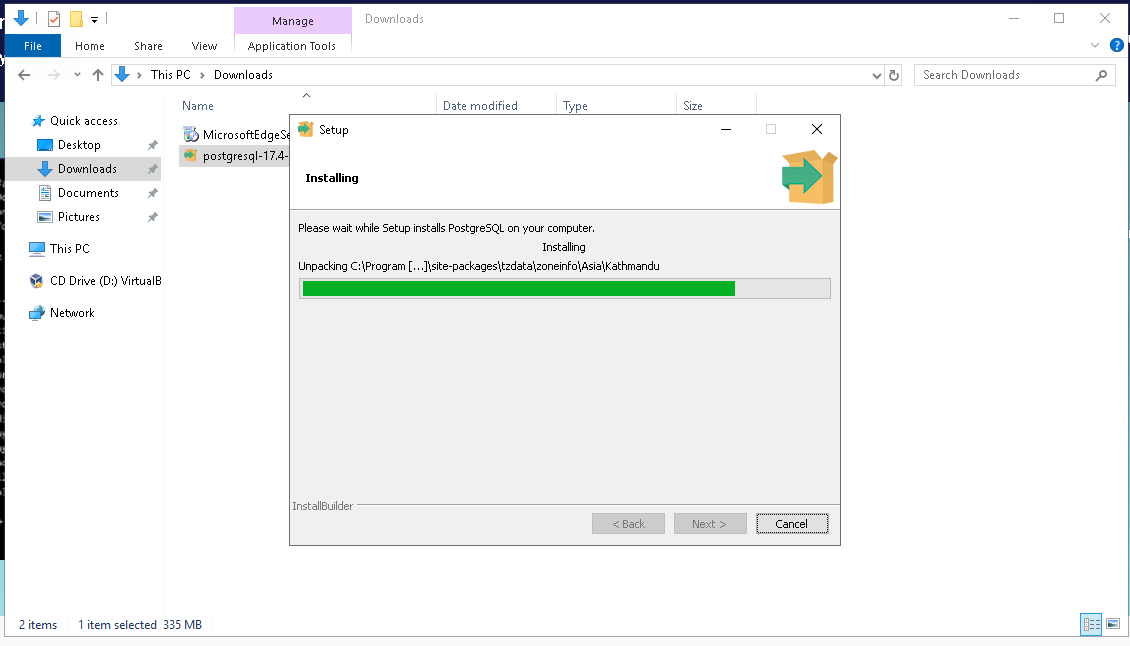 Manage
Downloads
File
Home
Share
View
Application Tools
This PC
Downloads
Search Downloads
Name
Date modified
Type
Size
Quick access
Desktop
Downloads
Documents
Pictures
This PC
CD Drive (D:) VirtualB
Network
MicrosoftEdgeSe
postgresql-17.4-
Setup
Installing
Please wait while Setup installs PostgreSQL on your computer.
Installing
Unpacking C:\Program [...]\site-packages\tzdata\zoneinfo\Asia\Kathmandu
InstallBuilder
< Back
Next >
Cancel
2 items
1 item selected
335 MB